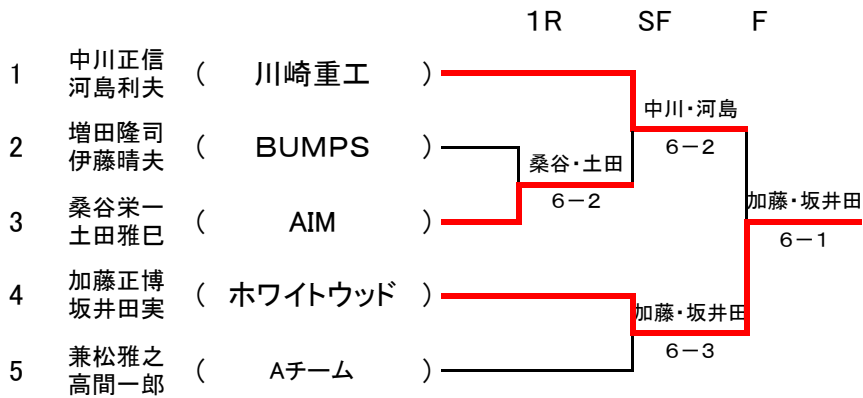 1R SF F
1 中川正信 河島利夫 ( 川崎重工 )
中川・河島
6-2
2 増田隆司 伊藤晴夫 ( BUMPS )
桑谷・土田
6-2
3 桑谷栄一 土田雅巳 ( AIM )
加藤・坂井田
6-1
4 加藤正博 坂井田実 ( ホワイトウッド )
加藤・坂井田
6-3
5 兼松雅之 高間一郎 ( Aチーム )